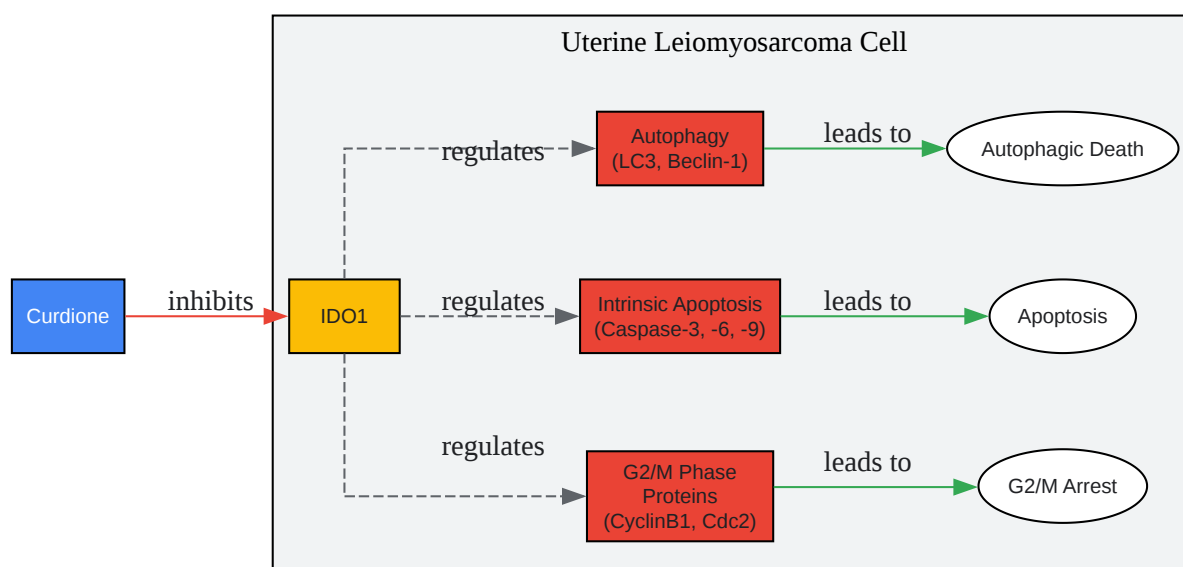 Uterine Leiomyosarcoma Cell
regulates
Autophagy
(LC3, Beclin-1)
leads to
Autophagic Death
Curdione
inhibits
IDO1
regulates
Intrinsic Apoptosis
(Caspase-3, -6, -9)
leads to
Apoptosis
regulates
G2/M Phase
Proteins
(CyclinB1, Cdc2)
leads to
G2/M Arrest